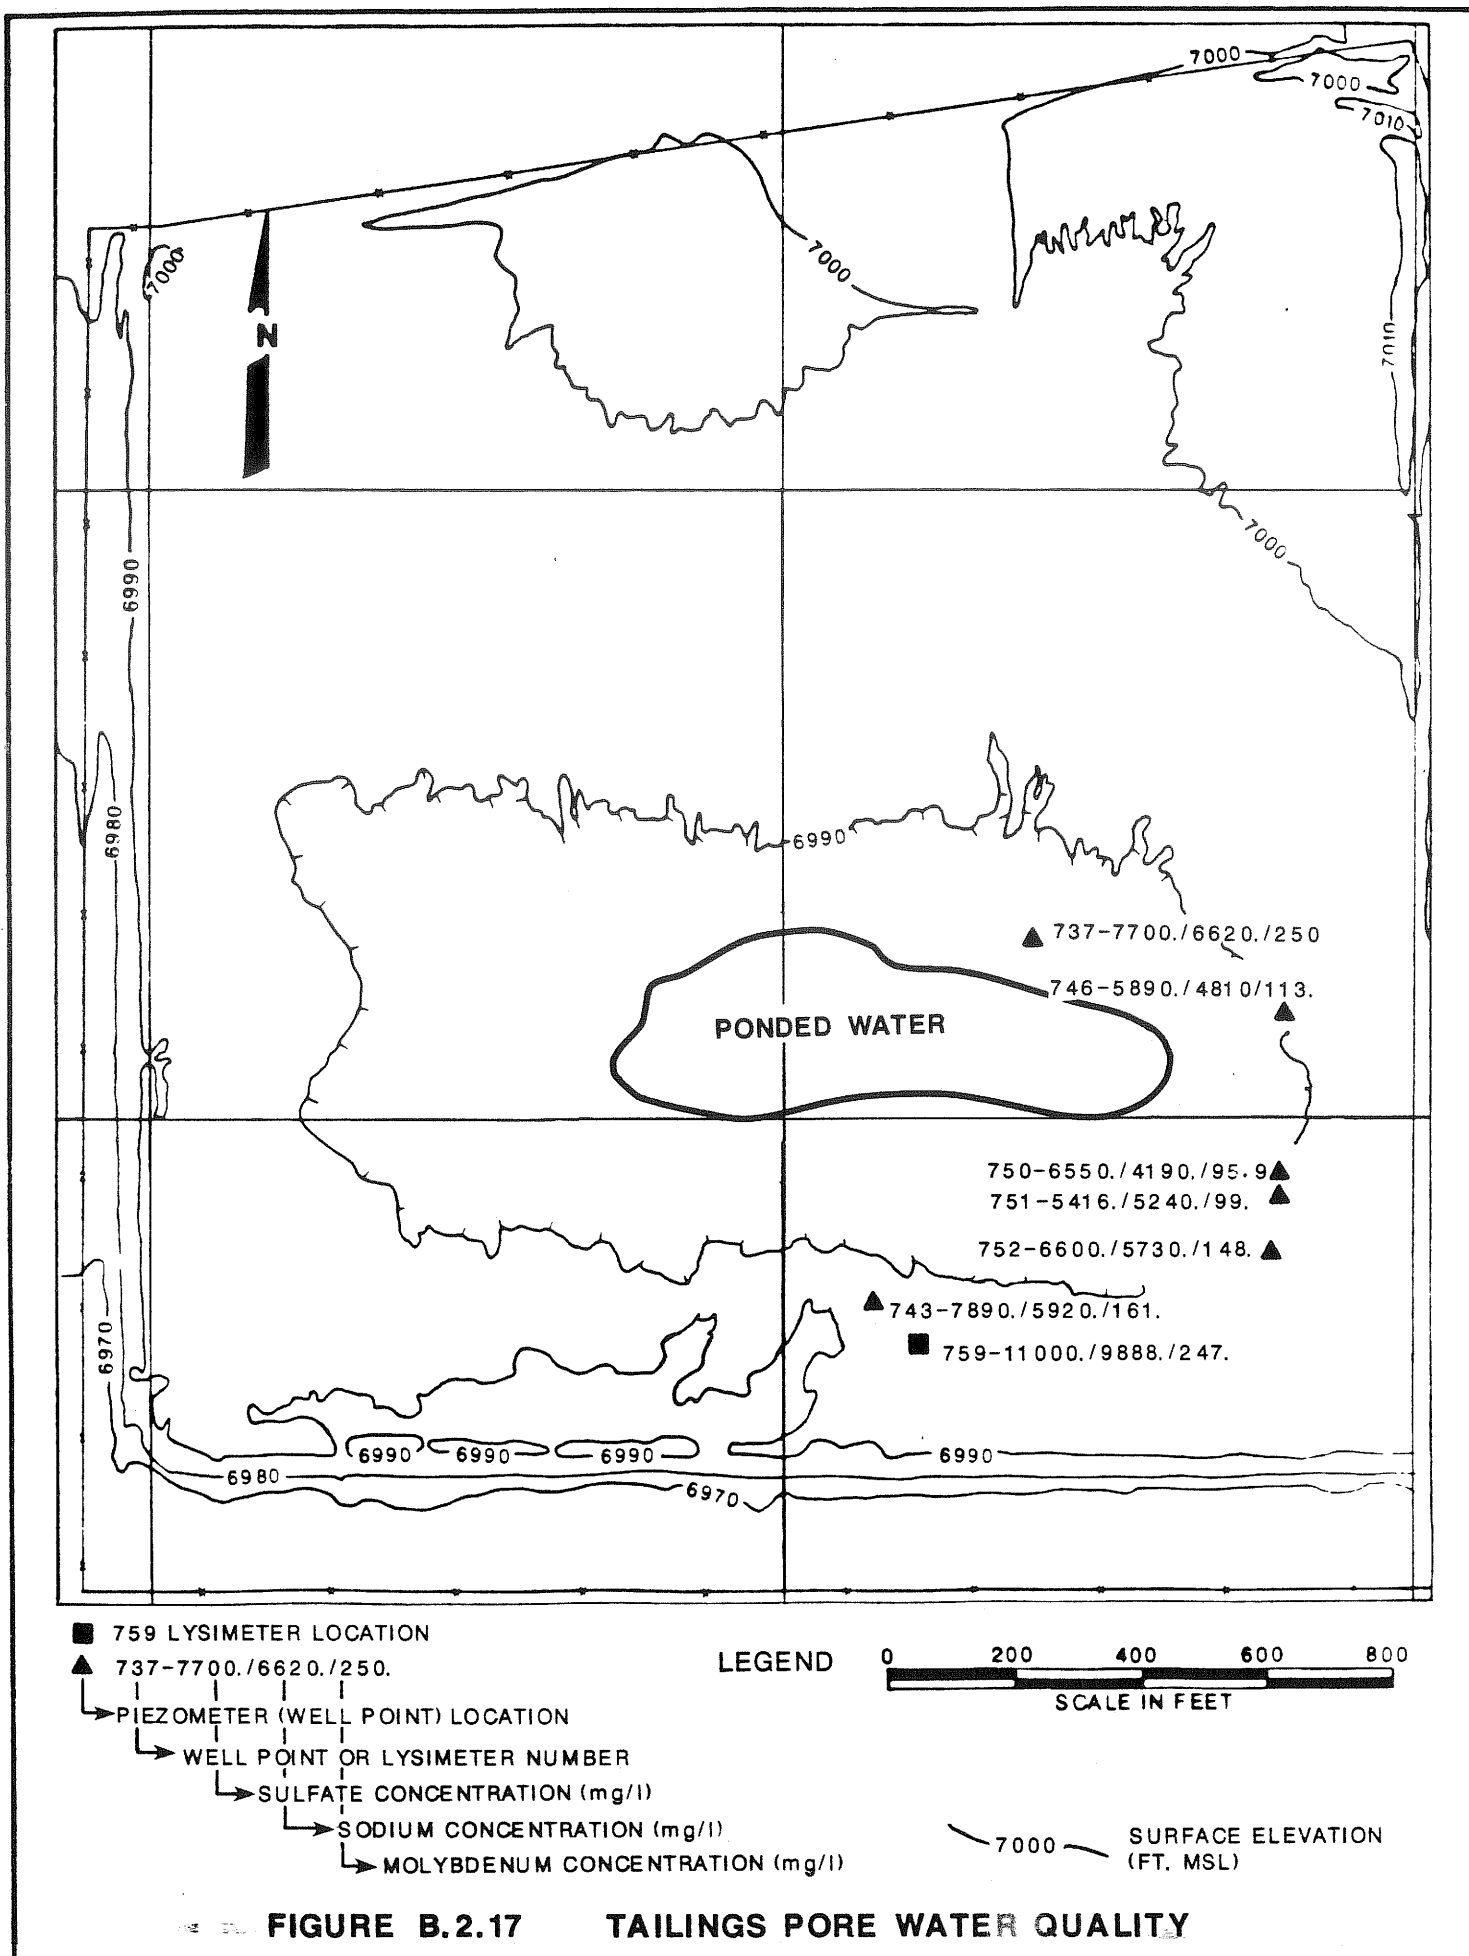 7000
7000
7010
7000
7000
N
7010
7000
6990
6980
6990
737-7700./6620./250
746-5890./4810/113.
PONDED WATER
750-6550./4190./95.9
751-5416./5240./99.
752-6600./5730./148.
743-7890./5920./161.
6970
759-11000./9888./247.
6990 6990 6990 6990
6980
6970
759 LYSIMETER LOCATION
737-7700./6620./250.
LEGEND
0 200 400 600 800
SCALE IN FEET
PIEZOMETER (WELL POINT) LOCATION
WELL POINT OR LYSIMETER NUMBER
SULFATE CONCENTRATION (mg/l)
SODIUM CONCENTRATION (mg/l)
MOLYBDENUM CONCENTRATION (mg/l)
7000
SURFACE ELEVATION
(FT. MSL)
FIGURE B.2.17 TAILINGS PORE WATER QUALITY